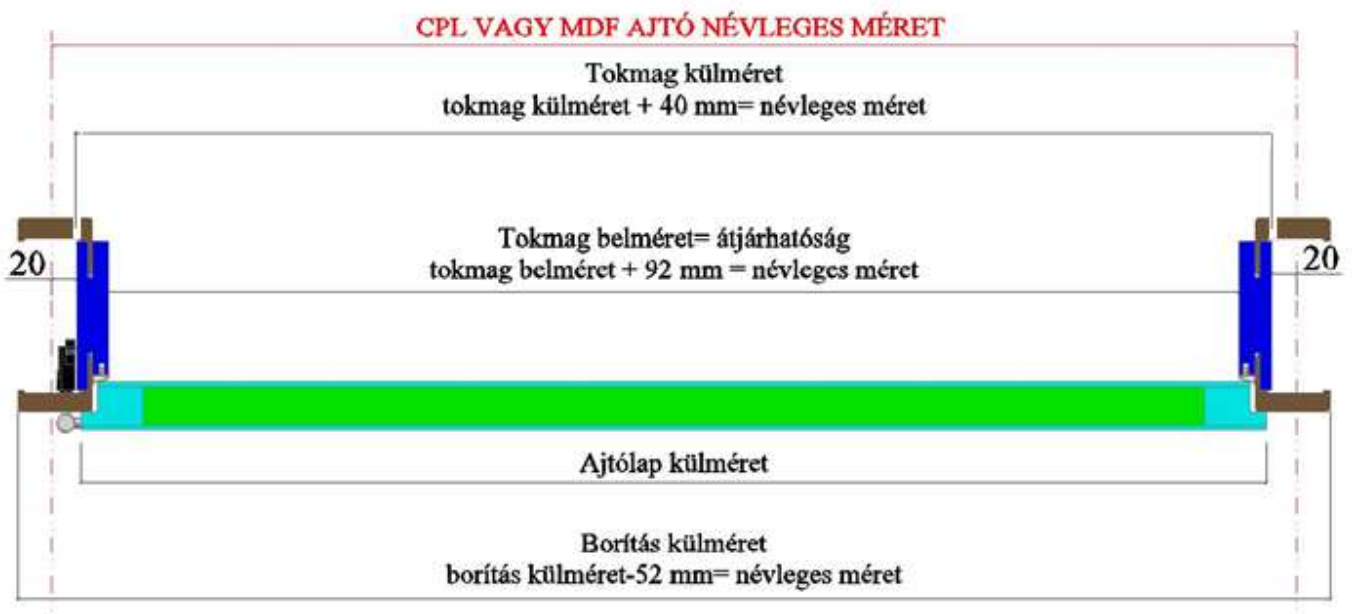 CPL VAGY MDF AJTÓ NÉVLEGES MÉRET
Tokmag külméret
tokmag külméret + 40 mm= névleges méret
Tokmag belméret= átjárhatóság
tokmag belméret + 92 mm = névleges méret
20
20
Ajtólap külméret
Borítás külméret
borítás külméret-52 mm= névleges méret